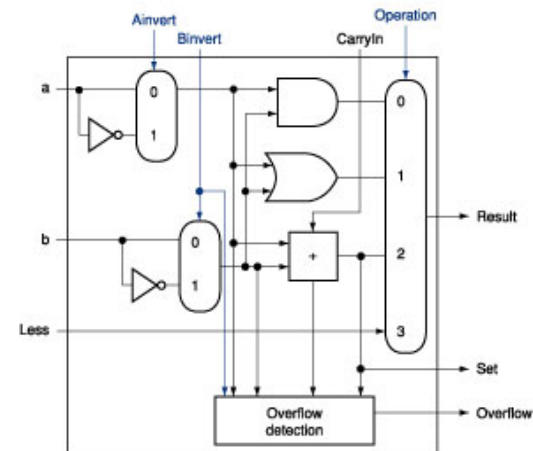 Operation
Ainvert
Binvert
CarryIn
a
0
1
0
1
Result
b
0
1
+
2
Less
3
Set
Overflow
detection
Overflow